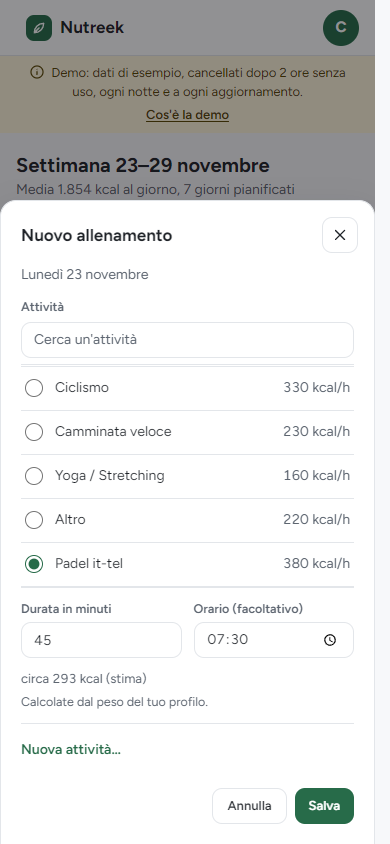 Nutreek
C
Demo: dati di esempio, cancellati dopo 2 ore senza
uso, ogni notte e a ogni aggiornamento.
Cos'è la demo
Settimana 23–29 novembre
Media 1.854 kcal al giorno, 7 giorni pianificati
Nuovo allenamento
Lunedì 23 novembre
Attività
Cerca un'attività
Ciclismo 330 kcal/h
Camminata veloce 230 kcal/h
Yoga / Stretching 160 kcal/h
Altro 220 kcal/h
Padel it-tel 380 kcal/h
Durata in minuti Orario (facoltativo)
45 07:30
circa 293 kcal (stima)
Calcolate dal peso del tuo profilo.
Nuova attività...
Annulla Salva